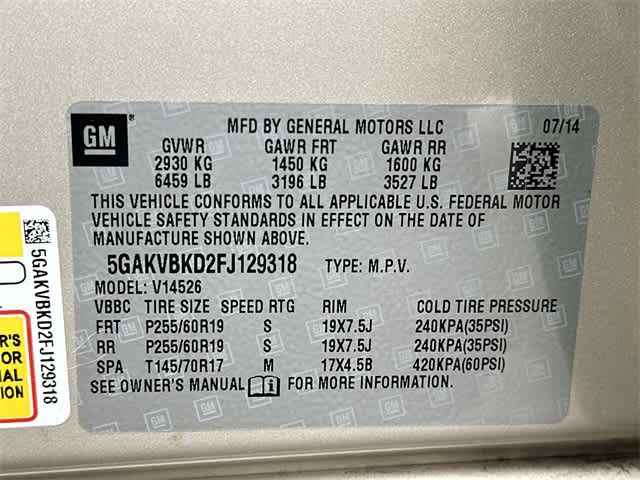 GM
MFD BY GENERAL MOTORS LLC 07/14
GVWR GAWR FRT GAWR RR
2930 KG 1450 KG 1600 KG
6459 LB 3196 LB 3527 LB
THIS VEHICLE CONFORMS TO ALL APPLICABLE U.S. FEDERAL MOTOR
VEHICLE SAFETY STANDARDS IN EFFECT ON THE DATE OF
MANUFACTURE SHOWN ABOVE.
5GAKVBKD2FJ129318 TYPE: M.P.V.
MODEL: V14526
VBBC TIRE SIZE SPEED RTG RIM COLD TIRE PRESSURE
FRT P255/60R19 S 19X7.5J 240KPA(35PSI)
RR P255/60R19 S 19X7.5J 240KPA(35PSI)
SPA T145/70R17 M 17X4.5B 420KPA(60PSI)
SEE OWNER'S MANUAL i FOR MORE INFORMATION.
5GAKVBKD2FJ129318
R'S
OR
IAL
ION